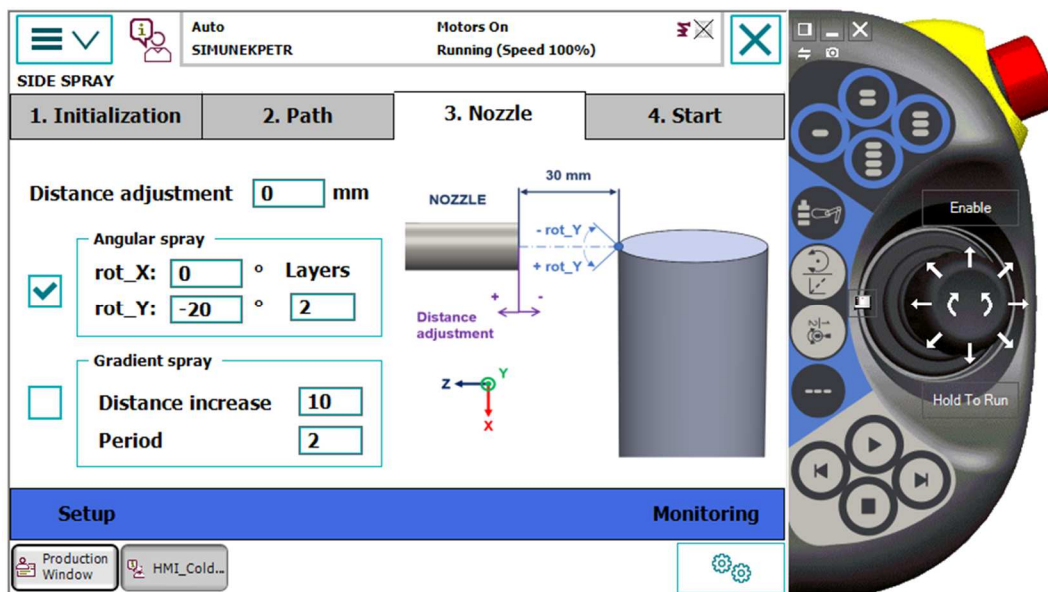 Auto
SIMUNEKPETR
Motors On
Running (Speed 100%)
SIDE SPRAY
1. Initialization
2. Path
3. Nozzle
4. Start
Distance adjustment 0 mm
Angular spray
rot_X: 0 ° Layers
rot_Y: -20 ° 2
Gradient spray
Distance increase 10
Period 2
30 mm
NOZZLE
- rot_Y
+ rot_Y
+ -
Distance
adjustment
Z Y
X
Setup
Monitoring
Production
Window
HMI_Cold...
Enable
Hold To Run